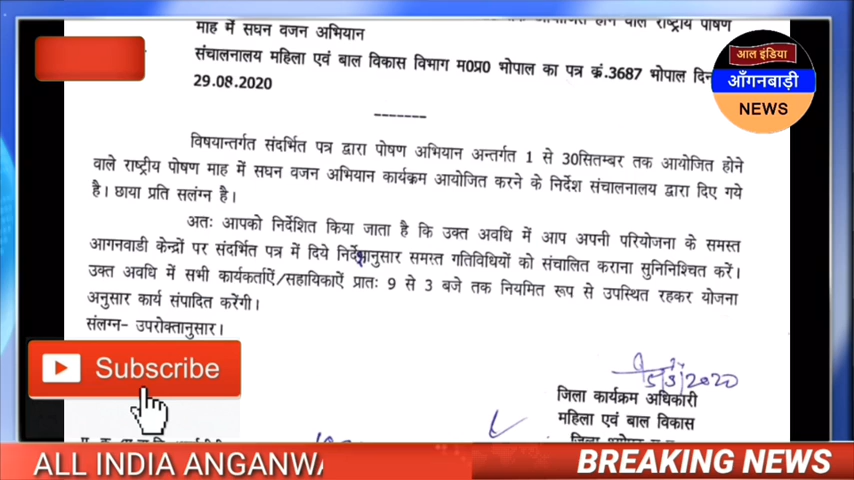 माह में सघन वजन अभियान
संचालनालय महिला एवं बाल विकास विभाग म0प्र0 भोपाल का पत्र क्रं.3687 भोपाल
29.08.2020
आल इंडिया
आँगनबाड़ी
NEWS
विषयान्तर्गत संदर्भित पत्र द्वारा पोषण अभियान अन्तर्गत 1 से 30सितम्बर तक आयोजित होने
वाले राष्ट्रीय पोषण माह में सघन वजन अभियान कार्यक्रम आयोजित करने के निर्देश संचालनालय द्वारा दिए गये
है। छाया प्रति सलंग्न है।
अतः आपको निर्देशित किया जाता है कि उक्त अवधि में आप अपनी परियोजना के समस्त
आगनवाडी केन्द्रों पर संदर्भित पत्र में दिये निर्देशानुसार समस्त गतिविधियों को संचालित कराना सुनिनिश्चित करें।
उक्त अवधि में सभी कार्यकर्ताऐं/सहायिकाऐं प्रातः 9 से 3 बजे तक नियमित रूप से उपस्थित रहकर योजना
अनुसार कार्य संपादित करेंगी।
संलग्न- उपरोक्तानुसार।
Subscribe
जिला कार्यक्रम अधिकारी
महिला एवं बाल विकास
ALL INDIA
BREAKING NEWS